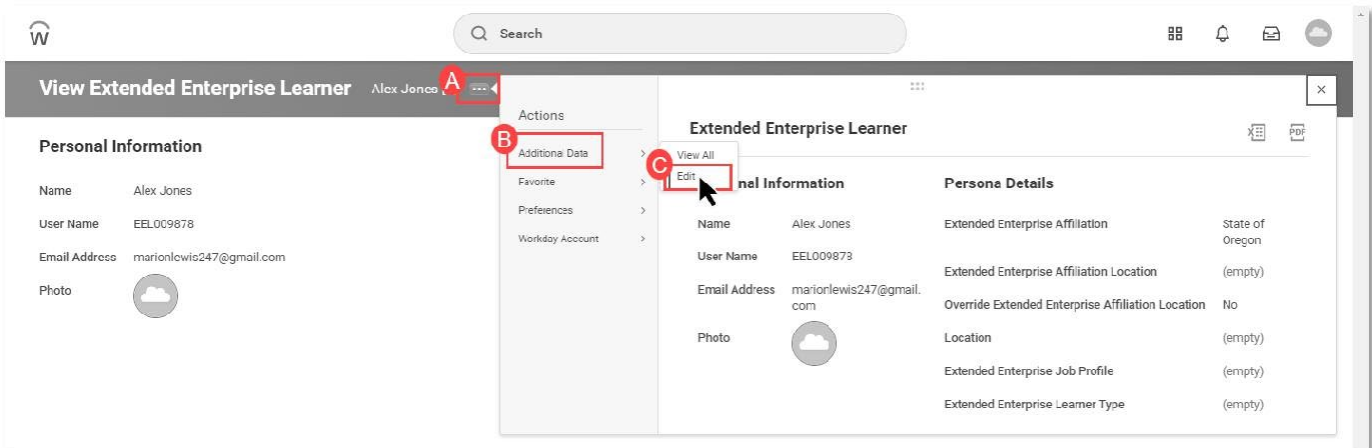 W
Search
View Extended Enterprise Learner Alex Jones
A
Personal Information
Name Alex Jones
User Name EEL009878
Email Address marionlewis247@gmail.com
Photo
Actions
B
Additional Data
Favorite
Preferences
Workday Account
View All
C
Edit
Extended Enterprise Learner
PDF
nal Information
Name Alex Jones
User Name EEL009878
Email Address marionlewis247@gmail.
com
Photo
Persona Details
Extended Enterprise Affiliation State of
Oregon
Extended Enterprise Affiliation Location (empty)
Override Extended Enterprise Affiliation Location No
Location (empty)
Extended Enterprise Job Profile (empty)
Extended Enterprise Learner Type (empty)